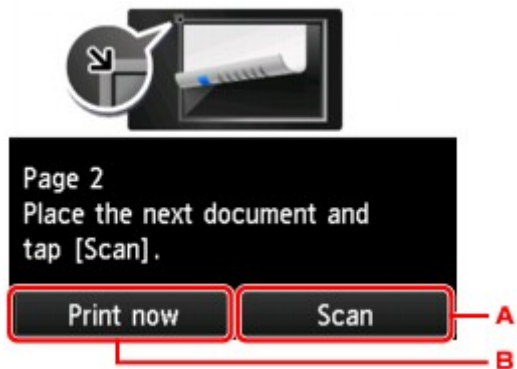 Page 2
Place the next document and
tap [Scan].
Print now Scan A
B